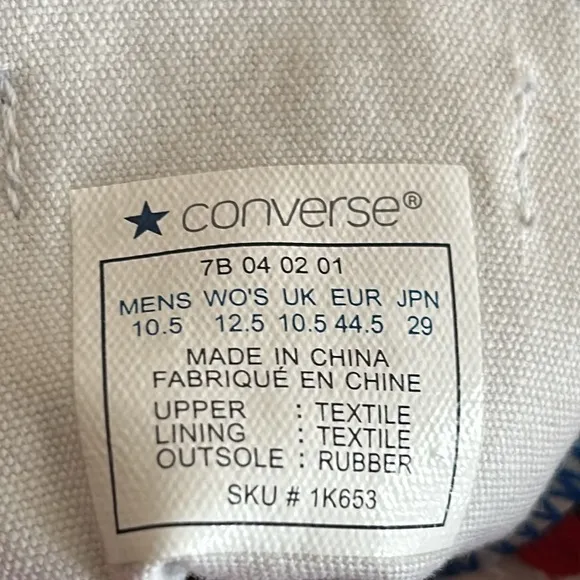 converse®
7B 04 02 01
MENS WO'S UK EUR JPN
10.5 12.5 10.5 44.5 29
MADE IN CHINA
FABRIQUÉ EN CHINE
UPPER : TEXTILE
LINING : TEXTILE
OUTSOLE : RUBBER
SKU # 1K653